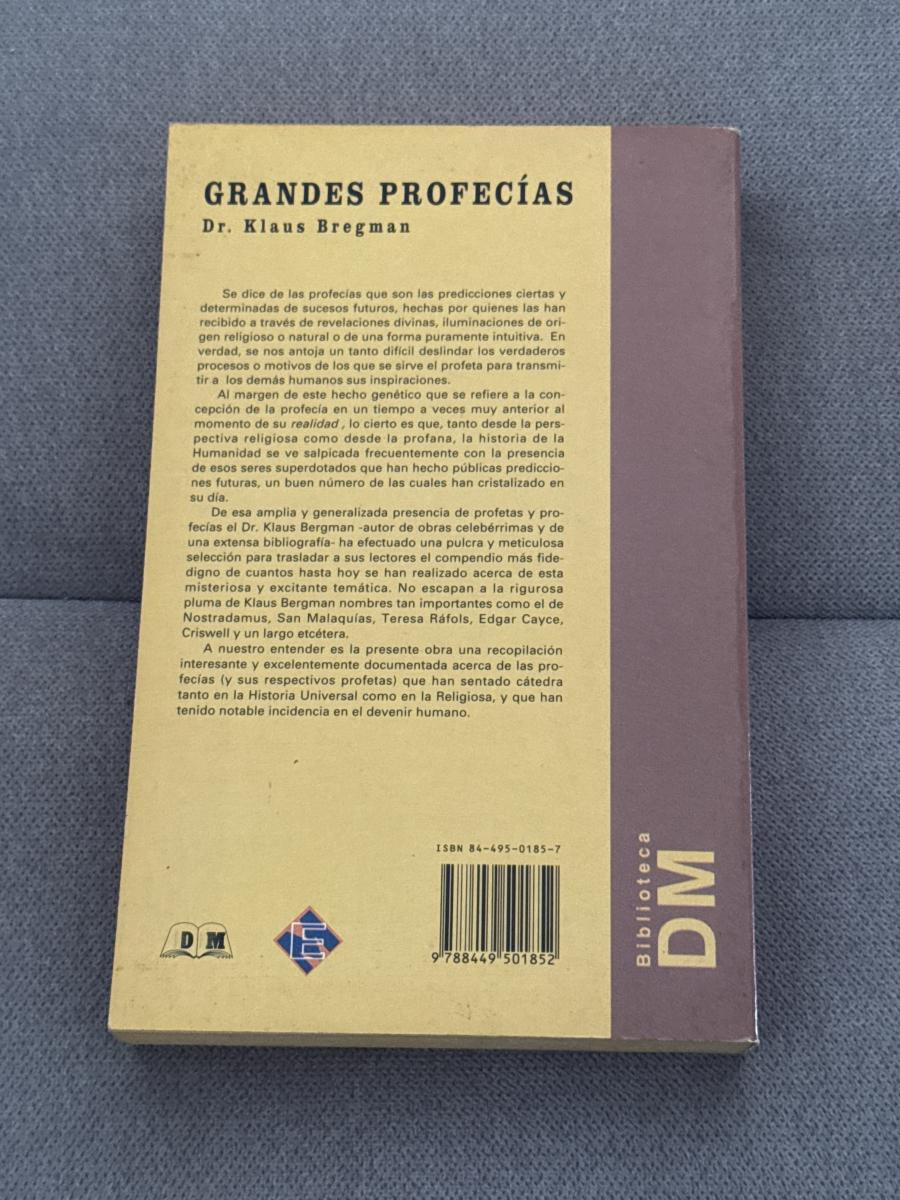 GRANDES PROFECÍAS
Dr. Klaus Bregman
Se dice de las profecías que son las predicciones ciertas y
determinadas de sucesos futuros, hechas por quienes las han
recibido a través de revelaciones divinas, iluminaciones de ori-
gen religioso o natural o de una forma puramente intuitiva. En
verdad, se nos antoja un tanto difícil deslindar los verdaderos
procesos o motivos de los que se sirve el profeta para transmi-
tir a los demás humanos sus inspiraciones.
Al margen de este hecho genético que se refiere a la con-
cepción de la profecía en un tiempo a veces muy anterior al
momento de su realidad, lo cierto es que, tanto desde la pers-
pectiva religiosa como desde la profana, la historia de la
Humanidad se ve salpicada frecuentemente con la presencia
de esos seres superdotados que han hecho públicas prediccio-
nes futuras, un buen número de las cuales han cristalizado en
su día.
De esa amplia y generalizada presencia de profetas y pro-
fecías el Dr. Klaus Bergman -autor de obras celebérrimas y de
una extensa bibliografía- ha efectuado una pulcra y meticulosa
selección para trasladar a sus lectores el compendio más fide-
digno de cuantos hasta hoy se han realizado acerca de esta
misteriosa y excitante temática. No escapan a la rigurosa
pluma de Klaus Bergman nombres tan importantes como el de
Nostradamus, San Malaquías, Teresa Ráfols, Edgar Cayce,
Criswell y un largo etcétera.
A nuestro entender es la presente obra una recopilación
interesante y excelentemente documentada acerca de las pro-
fecías (y sus respectivos profetas) que han sentado cátedra
tanto en la Historia Universal como en la Religiosa, y que han
tenido notable incidencia en el devenir humano.
ISBN 84-495-0185-7
9 788449 501852
DM
E
Biblioteca
DM